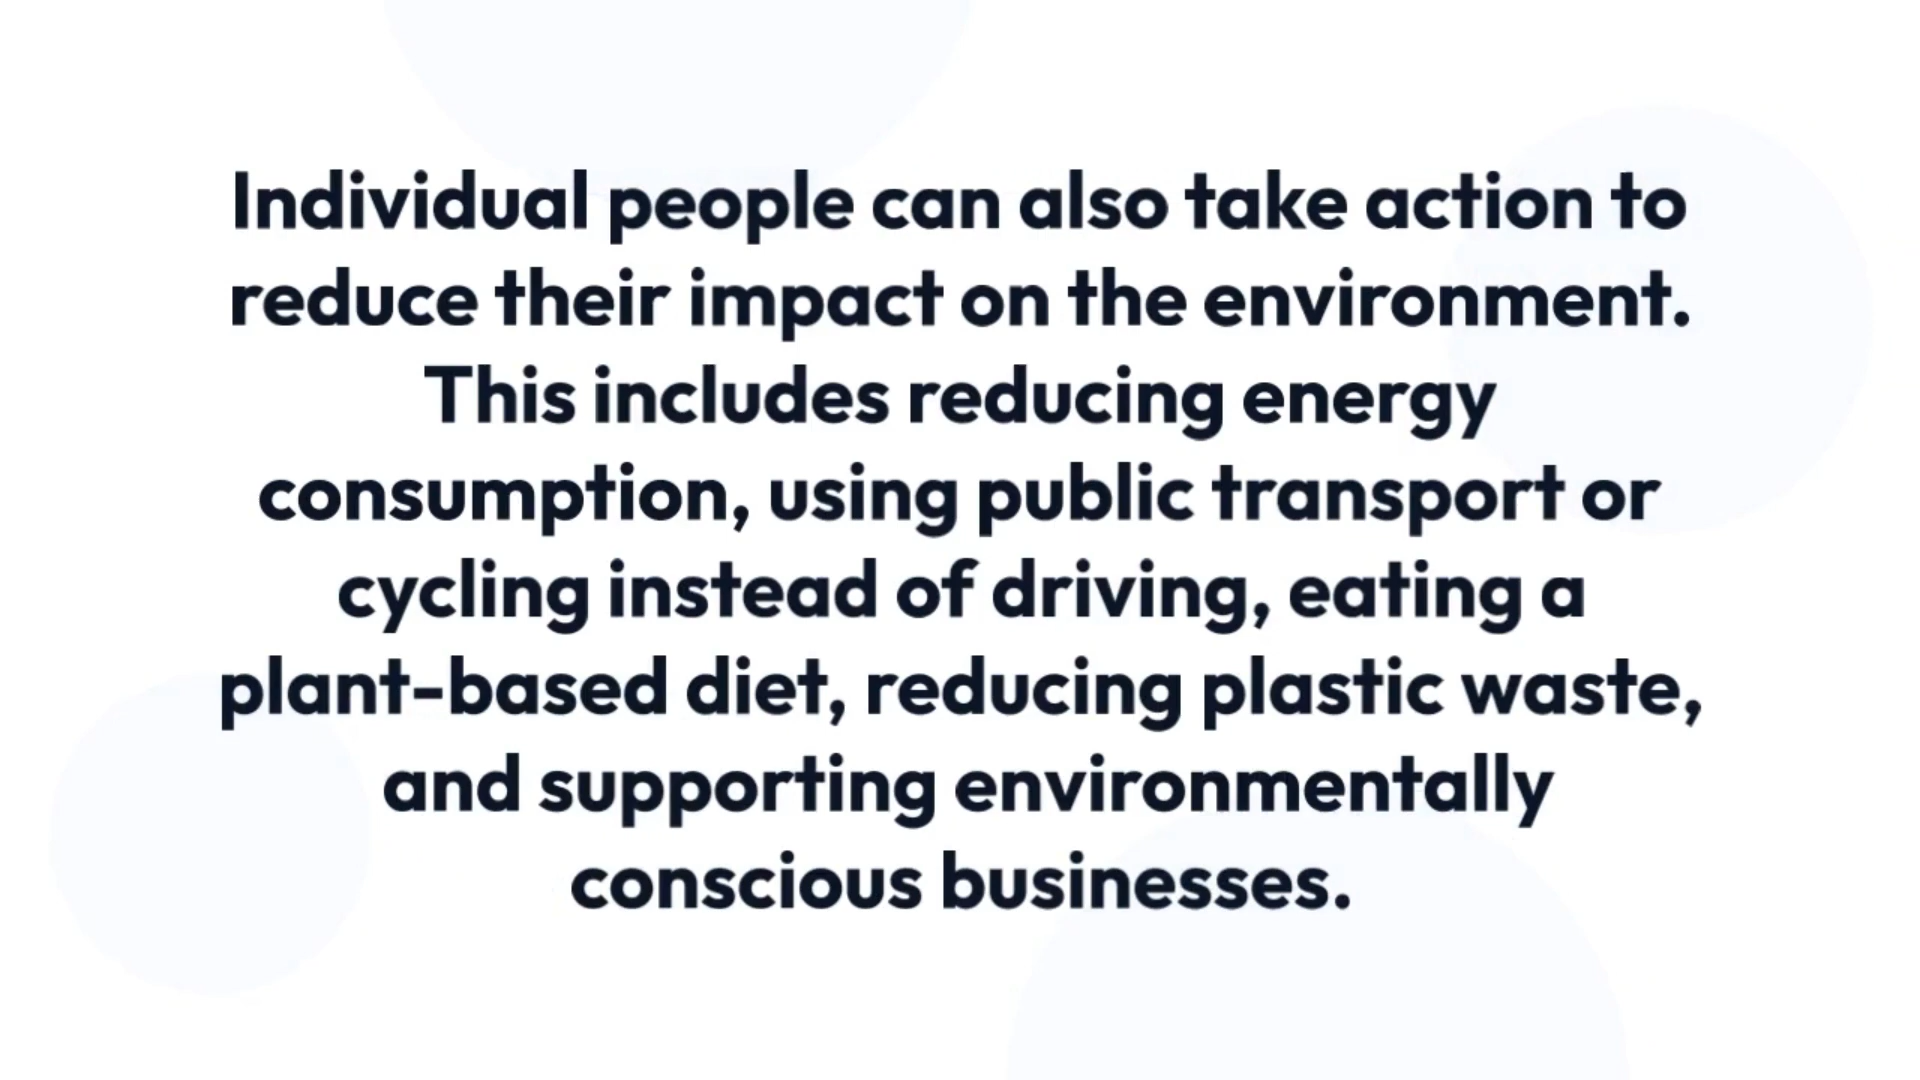 Individual people can also take action to
reduce their impact on the environment.
This includes reducing energy
consumption, using public transport or
cycling instead of driving, eating a
plant-based diet, reducing plastic waste,
and supporting environmentally
conscious businesses.